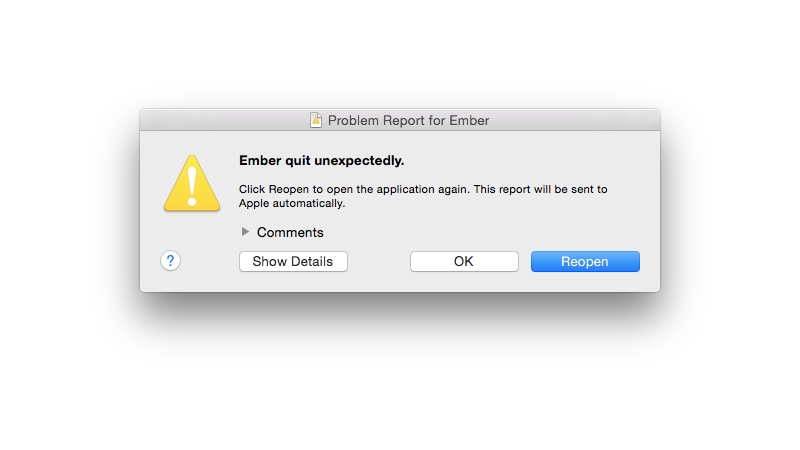 Problem Report for Ember
Ember quit unexpectedly.
Click Reopen to open the application again. This report will be sent to
Apple automatically.
Comments
?
Show Details
OK
Reopen